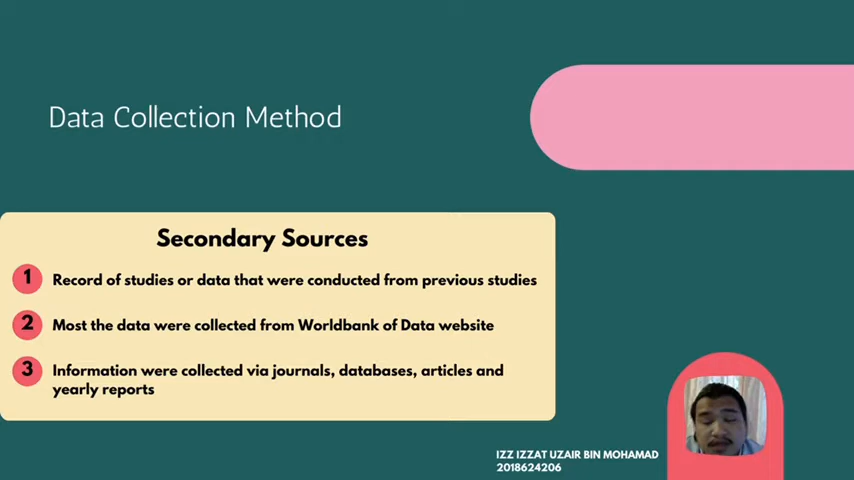 Data Collection Method
Secondary Sources
1 Record of studies or data that were conducted from previous studies
2 Most the data were collected from Worldbank of Data website
3 Information were collected via journals, databases, articles and
yearly reports
IZZ IZZAT UZAIR BIN MOHAMAD
2018624206